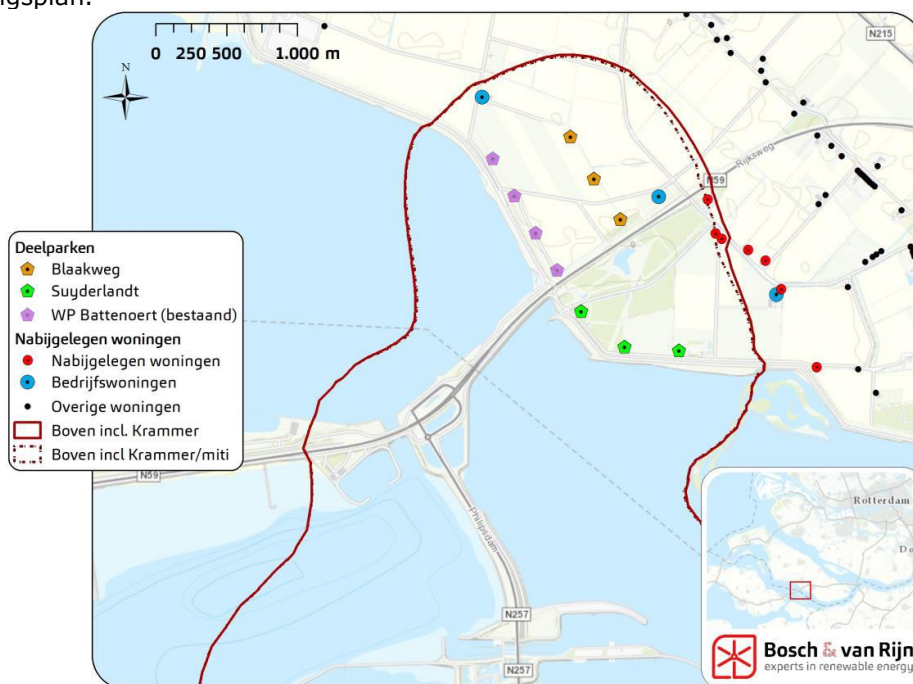 ngsplan.
0 250 500 1.000 m
N
N215
Rijksweg
N59
Deelparken
Blaakweg
Suyderlandt
WP Battenoert (bestaand)
Nabijgelegen woningen
Nabijgelegen woningen
Bedrijfswoningen
Overige woningen
Boven incl. Krammer
Boven incl Krammer/miti
N59
Philipsdam
N257
N257
Rotterdam
Do
Bosch & van Rijn
experts in renewable energy